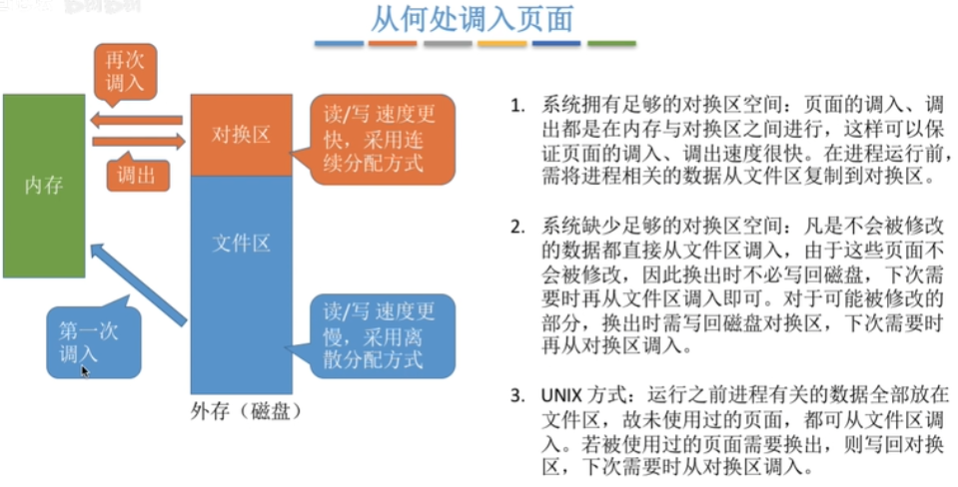 从何处调入页面
再次
调入
内存
调出
对换区
读/写 速度更
快，采用连
续分配方式
文件区
第一次
调入
读/写 速度更
慢，采用离
散分配方式
外存（磁盘）
1. 系统拥有足够的对换区空间：页面的调入、调
出都是在内存与对换区之间进行，这样可以保
证页面的调入、调出速度很快。在进程运行前，
需将进程相关的数据从文件区复制到对换区。
2. 系统缺少足够的对换区空间：凡是不会被修改
的数据都直接从文件区调入，由于这些页面不
会被修改，因此换出时不必写回磁盘，下次需
要时再从文件区调入即可。对于可能被修改的
部分，换出时需写回磁盘对换区，下次需要时
再从对换区调入。
3. UNIX 方式：运行之前进程有关的数据全部放在
文件区，故未使用过的页面，都可从文件区调
入。若被使用过的页面需要换出，则写回对换
区，下次需要时从对换区调入。